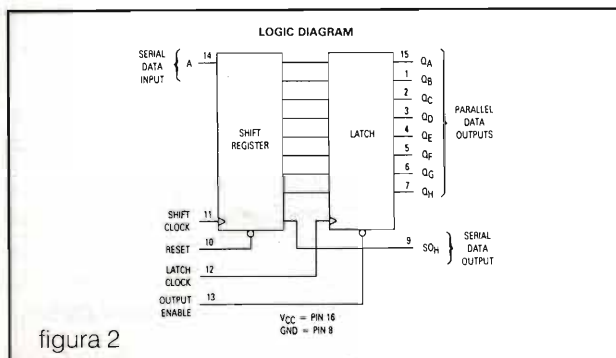 LOGIC DIAGRAM
SERIAL
DATA
INPUT
A
14
SHIFT
REGISTER
LATCH
15 QA
1 QB
2 QC
3 QD
4 QE
5 QF
6 QG
7 QH
PARALLEL
DATA
OUTPUTS
SHIFT
CLOCK
11
RESET
10
LATCH
CLOCK
12
OUTPUT
ENABLE
13
9 SOH
SERIAL
DATA
OUTPUT
VCC = PIN 16
GND = PIN 8
figura 2